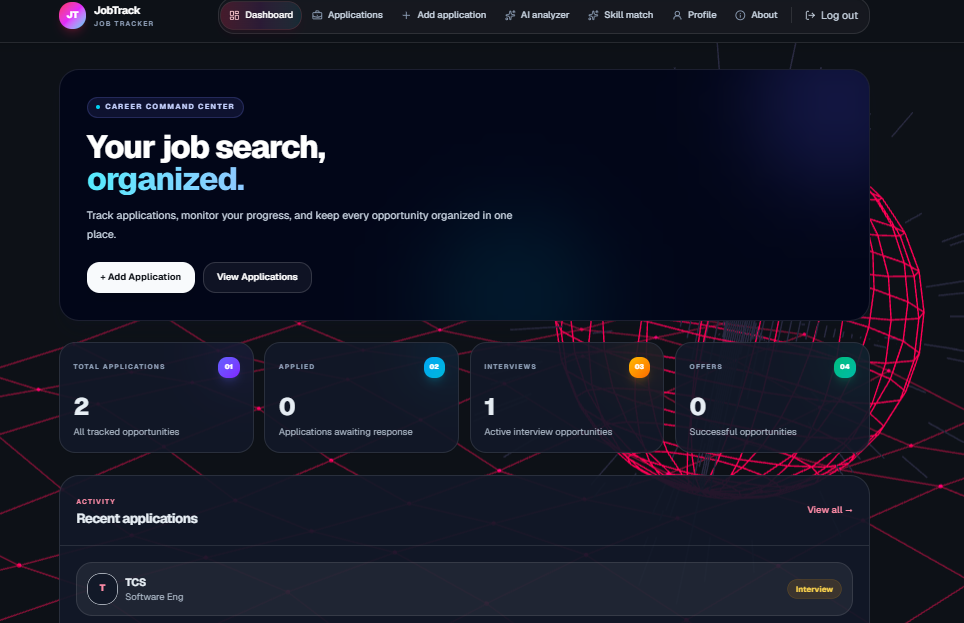 JT
JobTrack
JOB TRACKER
Dashboard
Applications
Add application
AI analyzer
Skill match
Profile
About
Log out
CAREER COMMAND CENTER
Your job search,
organized.
Track applications, monitor your progress, and keep every opportunity organized in one
place.
+ Add Application
View Applications
TOTAL APPLICATIONS
01
2
All tracked opportunities
APPLIED
02
0
Applications awaiting response
INTERVIEWS
03
1
Active interview opportunities
OFFERS
04
0
Successful opportunities
ACTIVITY
Recent applications
View all →
T
TCS
Software Eng
Interview